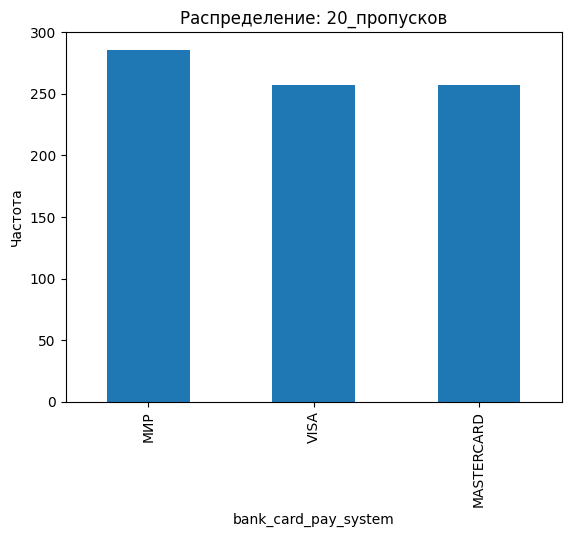 Распределение: 20_пропусков
Частота
300
250
200
150
100
50
0
МИР
VISA
MASTERCARD
bank_card_pay_system